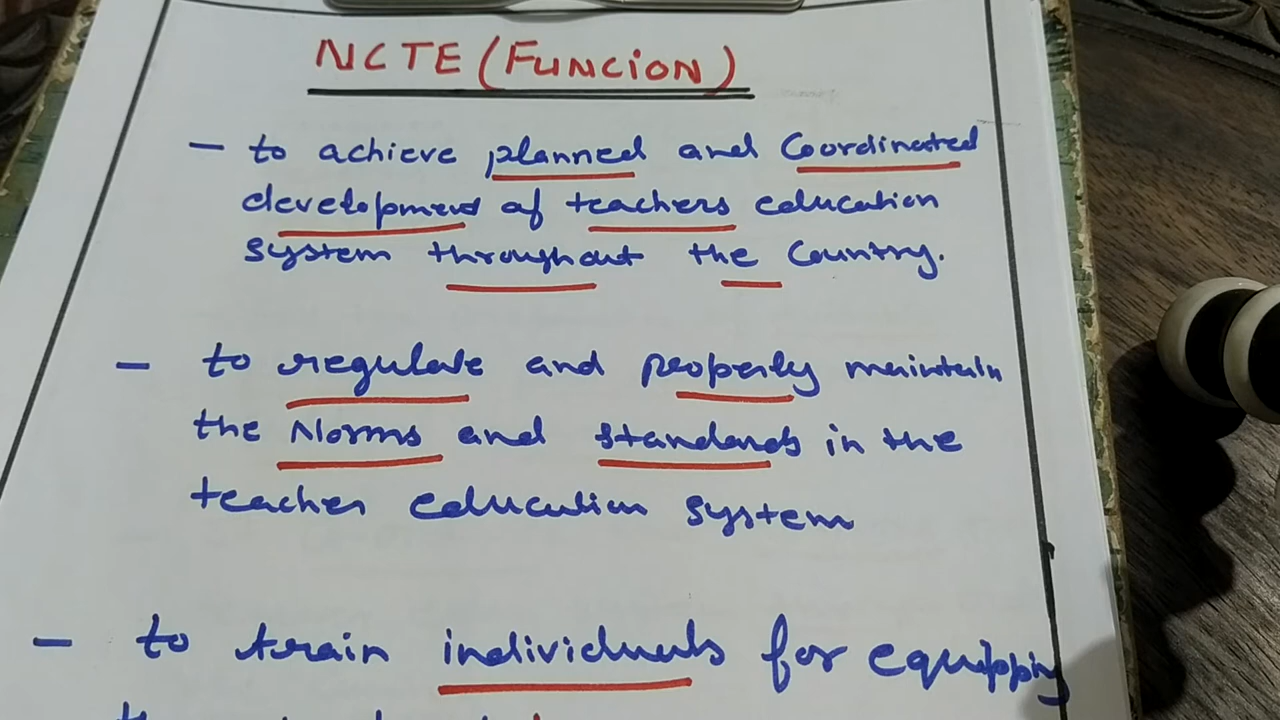 NCTE (FUNCiON)
– to achieve planned and Coordinated
development of teachers education
system throughout the Country.
– to regulate and properly maintain
the Norms and standards in the
teacher education system
– to train individuals for equipping